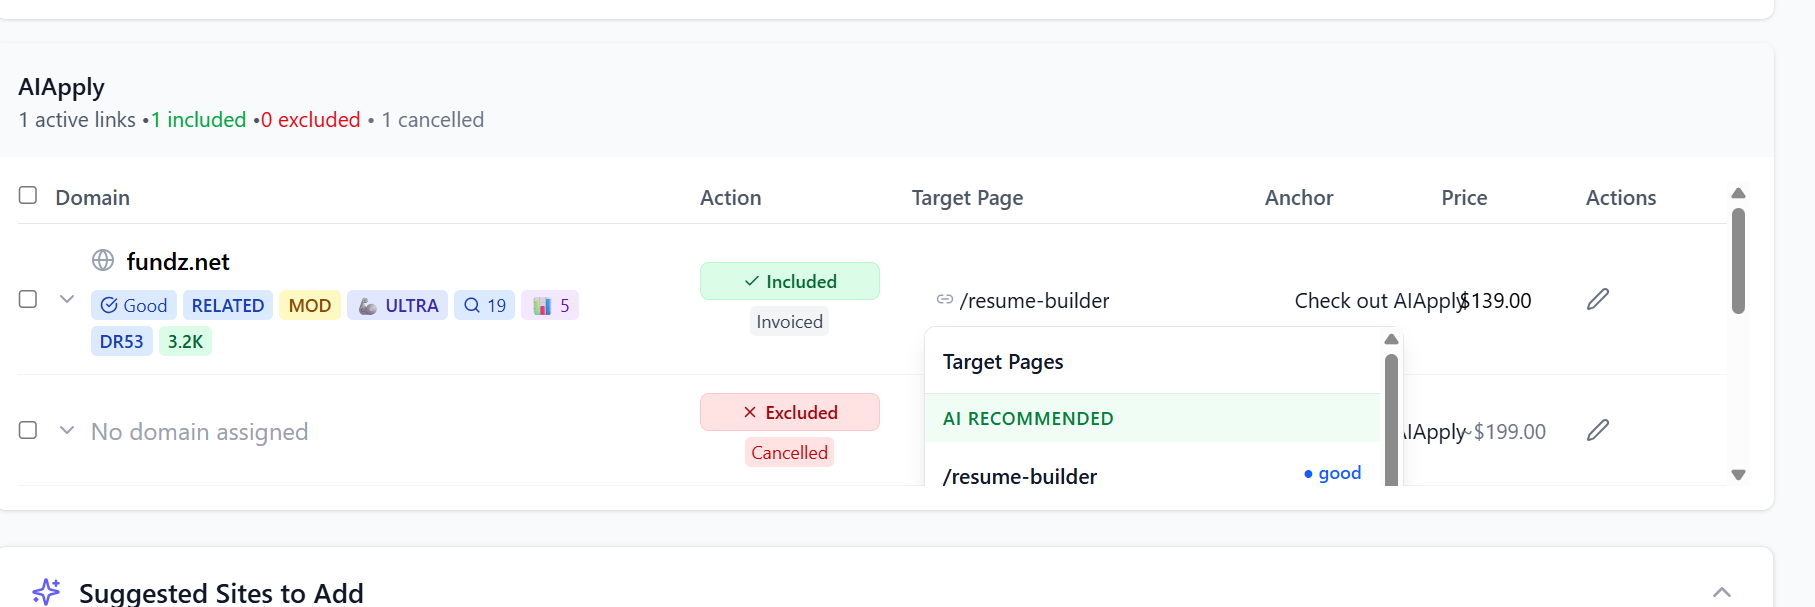 AIApply
1 active links •1 included •0 excluded • 1 cancelled
Domain Action Target Page Anchor Price Actions
fundz.net
Included
Good RELATED MOD ULTRA 19 5
Invoiced
/resume-builder
Check out AIApply
$139.00
DR53 3.2K
Target Pages
AI RECOMMENDED
/resume-builder
• good
No domain assigned
Excluded
Cancelled
AIApply
~$199.00
Suggested Sites to Add